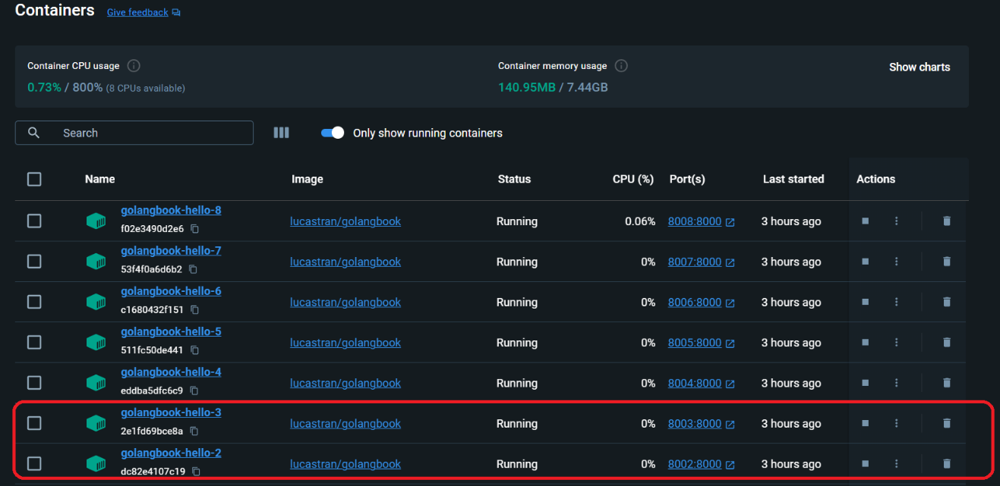 Containers Give feedback
Container CPU usage Container memory usage Show charts
0.73% / 800% (8 CPUs available) 140.95MB / 7.44GB
Search Only show running containers
Name Image Status CPU (%) Port(s) Last started Actions
golangbook-hello-8
f02e3490d2e6 lucastran/golangbook Running 0.06% 8008:8000 3 hours ago
golangbook-hello-7
53f4f0a6d6b2 lucastran/golangbook Running 0% 8007:8000 3 hours ago
golangbook-hello-6
c1680432f151 lucastran/golangbook Running 0% 8006:8000 3 hours ago
golangbook-hello-5
511fc50de441 lucastran/golangbook Running 0% 8005:8000 3 hours ago
golangbook-hello-4
eddba5dfc6c9 lucastran/golangbook Running 0% 8004:8000 3 hours ago
golangbook-hello-3
2e1fd69bce8a lucastran/golangbook Running 0% 8003:8000 3 hours ago
golangbook-hello-2
dc82e4107c19 lucastran/golangbook Running 0% 8002:8000 3 hours ago